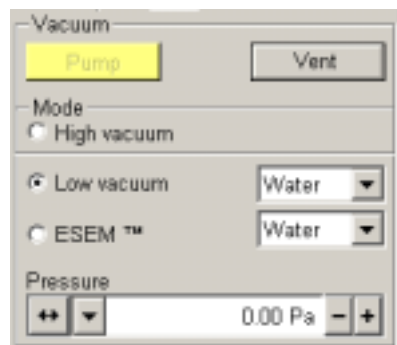 Vacuum
Pump Vent
Mode
High vacuum
Low vacuum Water
ESEM ™ Water
Pressure
0.00 Pa - +